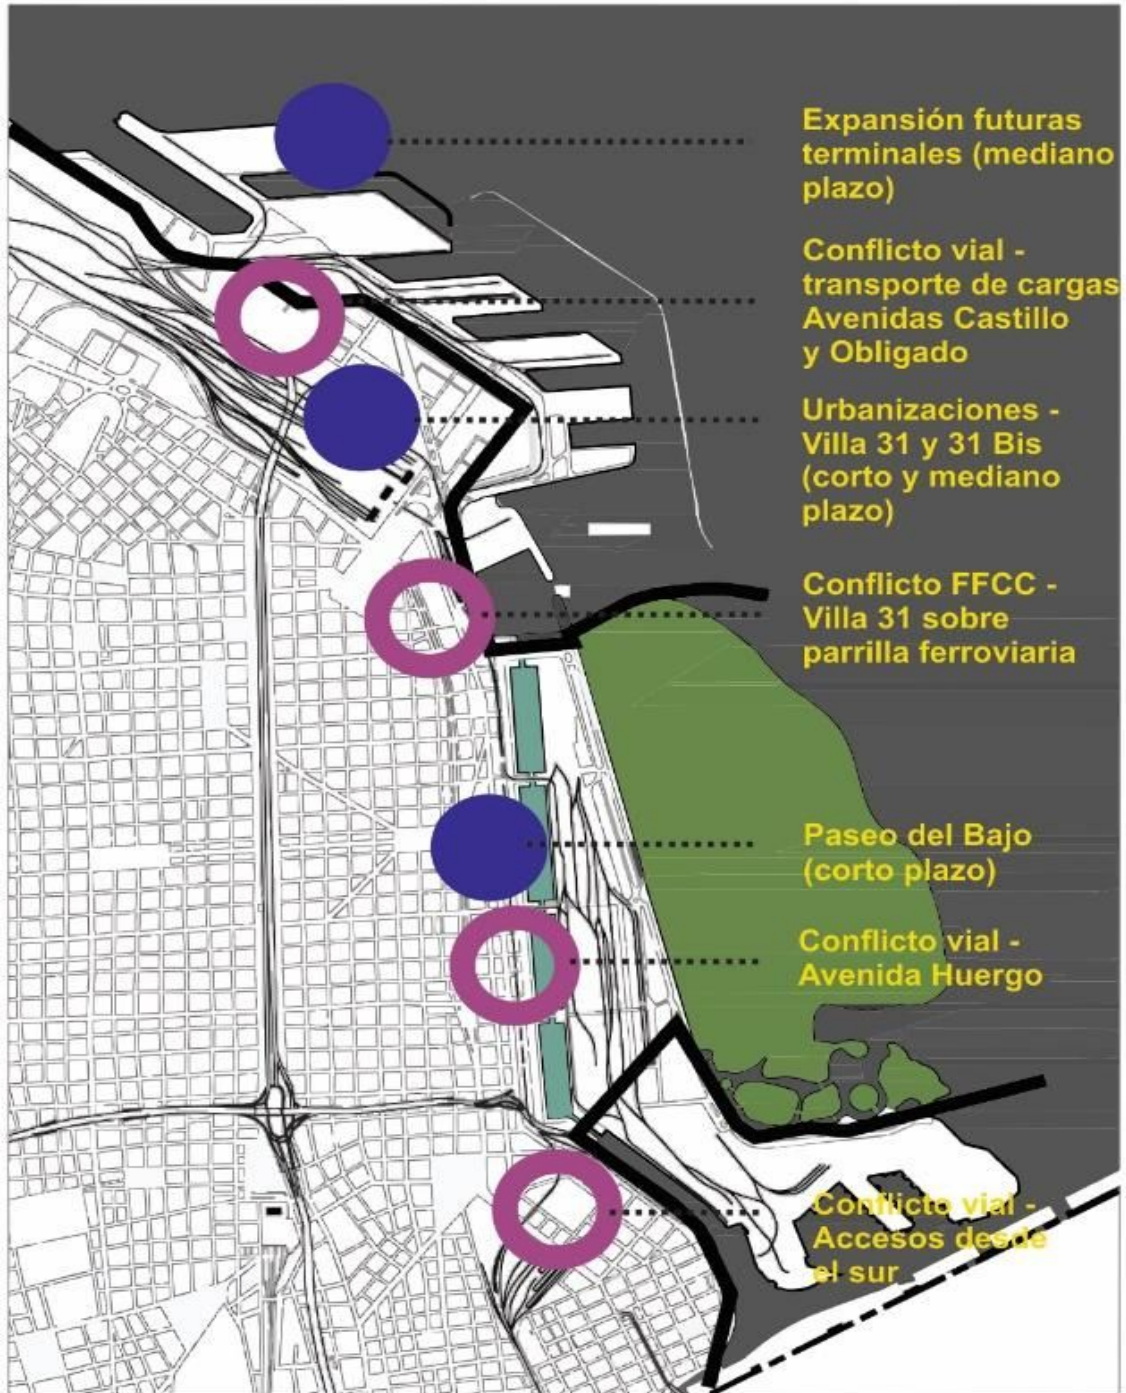 Expansión futuras
terminales (mediano
plazo)
Conflicto vial -
transporte de cargas
Avenidas Castillo
y Obligado
Urbanizaciones -
Villa 31 y 31 Bis
(corto y mediano
plazo)
Conflicto FFCC -
Villa 31 sobre
parrilla ferroviaria
Paseo del Bajo
(corto plazo)
Conflicto vial -
Avenida Huergo
Conflicto vial -
Accesos desde
el sur